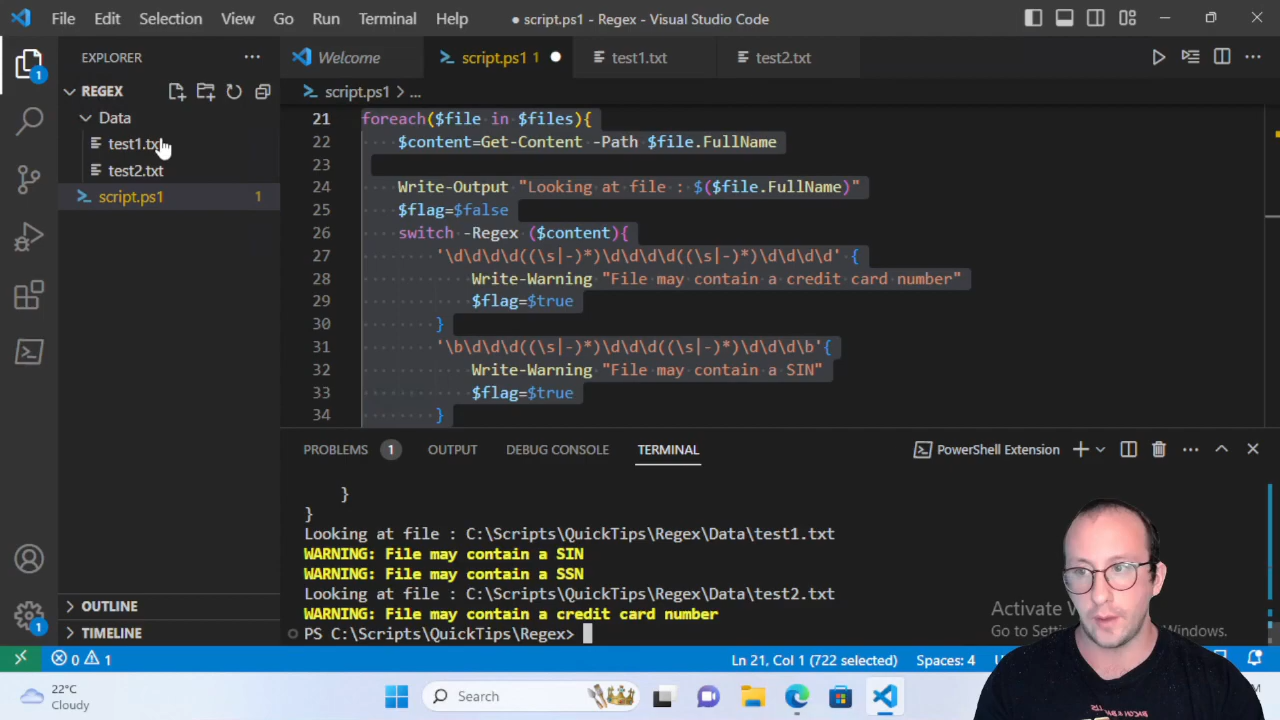 File Edit Selection View Go Run Terminal Help
● script.ps1 - Regex - Visual Studio Code
EXPLORER
Welcome
script.ps1 1
test1.txt
test2.txt
REGEX
script.ps1 > ...
Data
test1.tx
test2.txt
script.ps1 1
21 foreach($file in $files){
22 $content=Get-Content -Path $file.FullName
23
24 Write-Output "Looking at file : $($file.FullName)"
25 $flag=$false
26 switch -Regex ($content){
27 '\d\d\d\d((\s|-)*)\d\d\d\d((\s|-)*)\d\d\d\d' {
28 Write-Warning "File may contain a credit card number"
29 $flag=$true
30 }
31 '\b\d\d\d((\s|-)*)\d\d\d((\s|-)*)\d\d\d\b'{
32 Write-Warning "File may contain a SIN"
33 $flag=$true
34 }
PROBLEMS 1 OUTPUT DEBUG CONSOLE TERMINAL
PowerShell Extension
}
}
Looking at file : C:\Scripts\QuickTips\Regex\Data\test1.txt
WARNING: File may contain a SIN
WARNING: File may contain a SSN
Looking at file : C:\Scripts\QuickTips\Regex\Data\test2.txt
WARNING: File may contain a credit card number
PS C:\Scripts\QuickTips\Regex>
1
1
OUTLINE
TIMELINE
Activate
Go to Windows.
0 1
Ln 21, Col 1 (722 selected)
Spaces: 4
22°C
Cloudy
Search